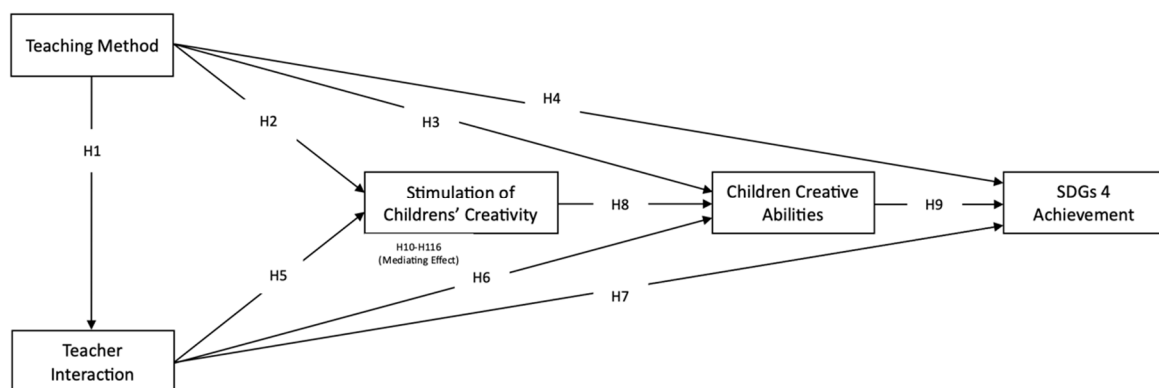 Teaching Method
H4
H2
H3
H1
Stimulation of
Childrens' Creativity
H8
Children Creative
Abilities
H9
SDGs 4
Achievement
H10-H116
(Mediating Effect)
H5
H6
H7
Teacher
Interaction